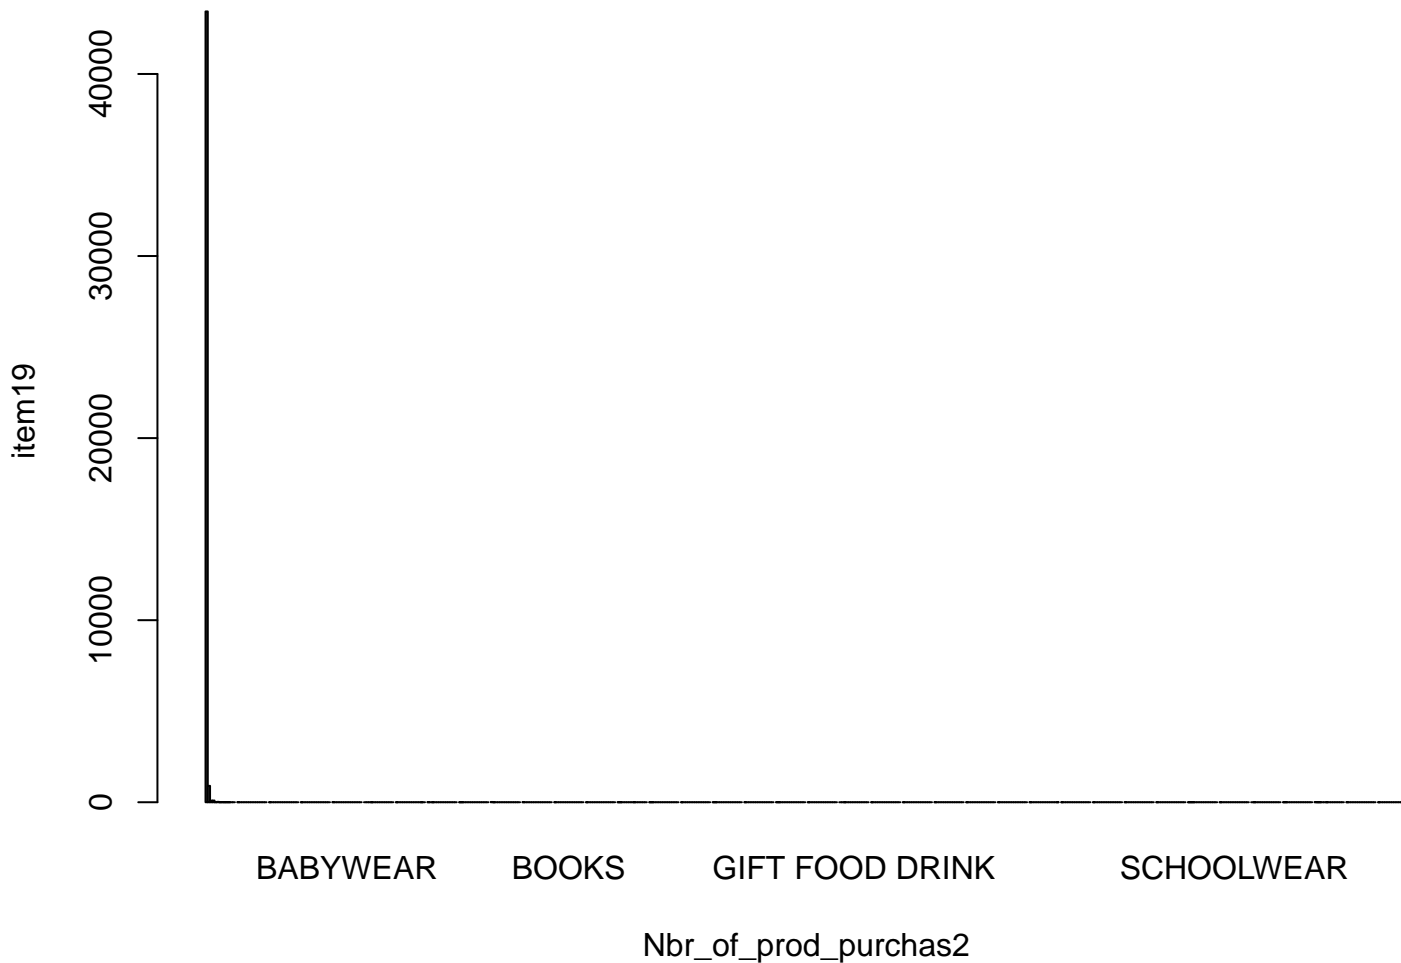 item19
40000
30000
20000
10000
0
BABYWEAR BOOKS GIFT FOOD DRINK SCHOOLWEAR
Nbr_of_prod_purchas2